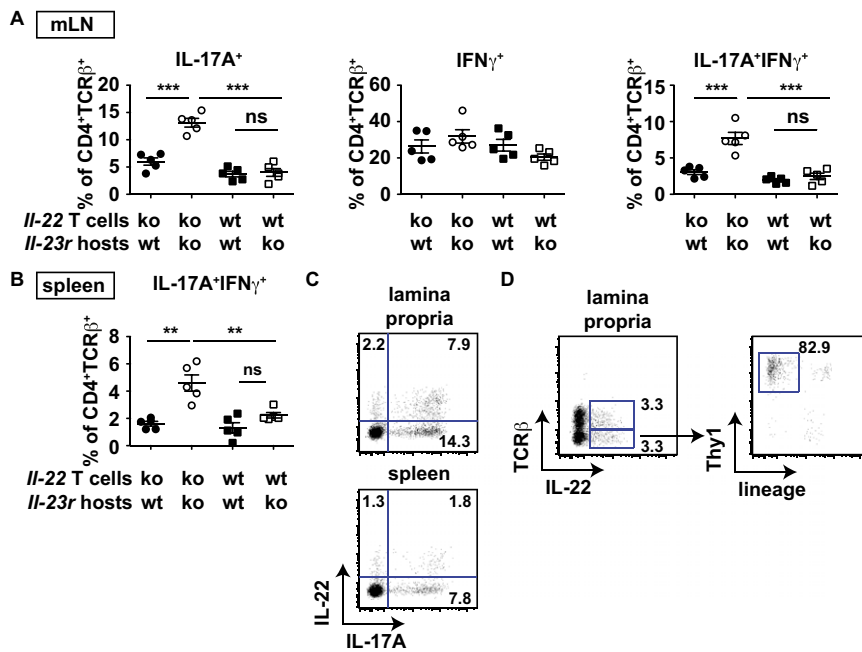 A mLN
IL-17A⁺
% of CD4⁺TCRβ⁺
20
15
10
5
0
***
***
ns
IFNγ⁺
% of CD4⁺TCRβ⁺
60
40
20
0
IL-17A⁺IFNγ⁺
% of CD4⁺TCRβ⁺
15
10
5
0
***
***
ns
Il-22 T cells ko ko wt wt
Il-23r hosts wt ko wt ko
ko ko wt wt
wt ko wt ko
ko ko wt wt
wt ko wt ko
B spleen
IL-17A⁺IFNγ⁺
% of CD4⁺TCRβ⁺
8
6
4
2
0
**
**
ns
Il-22 T cells ko ko wt wt
Il-23r hosts wt ko wt ko
C
lamina
propria
2.2 7.9
14.3
spleen
1.3 1.8
7.8
IL-22
IL-17A
D
lamina
propria
3.3
3.3
TCRβ
IL-22
82.9
Thy1
lineage